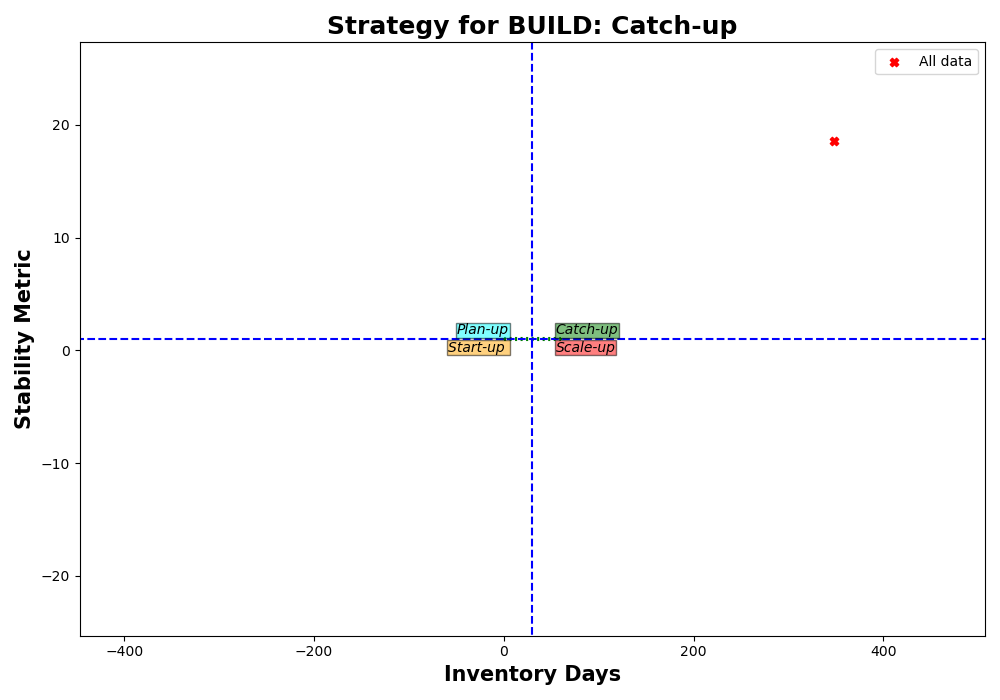 Strategy for BUILD: Catch-up
All data
Stability Metric
20
10
0
−10
−20
Plan-up
Catch-up
Start-up
Scale-up
−400
−200
0
200
400
Inventory Days